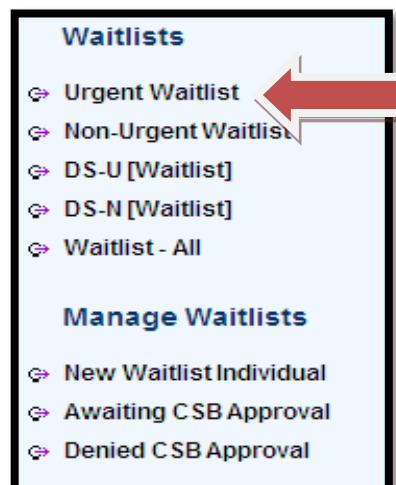 Waitlists
Urgent Waitlist
Non-Urgent Waitlist
DS-U [Waitlist]
DS-N [Waitlist]
Waitlist - All
Manage Waitlists
New Waitlist Individual
Awaiting CSB Approval
Denied CSB Approval